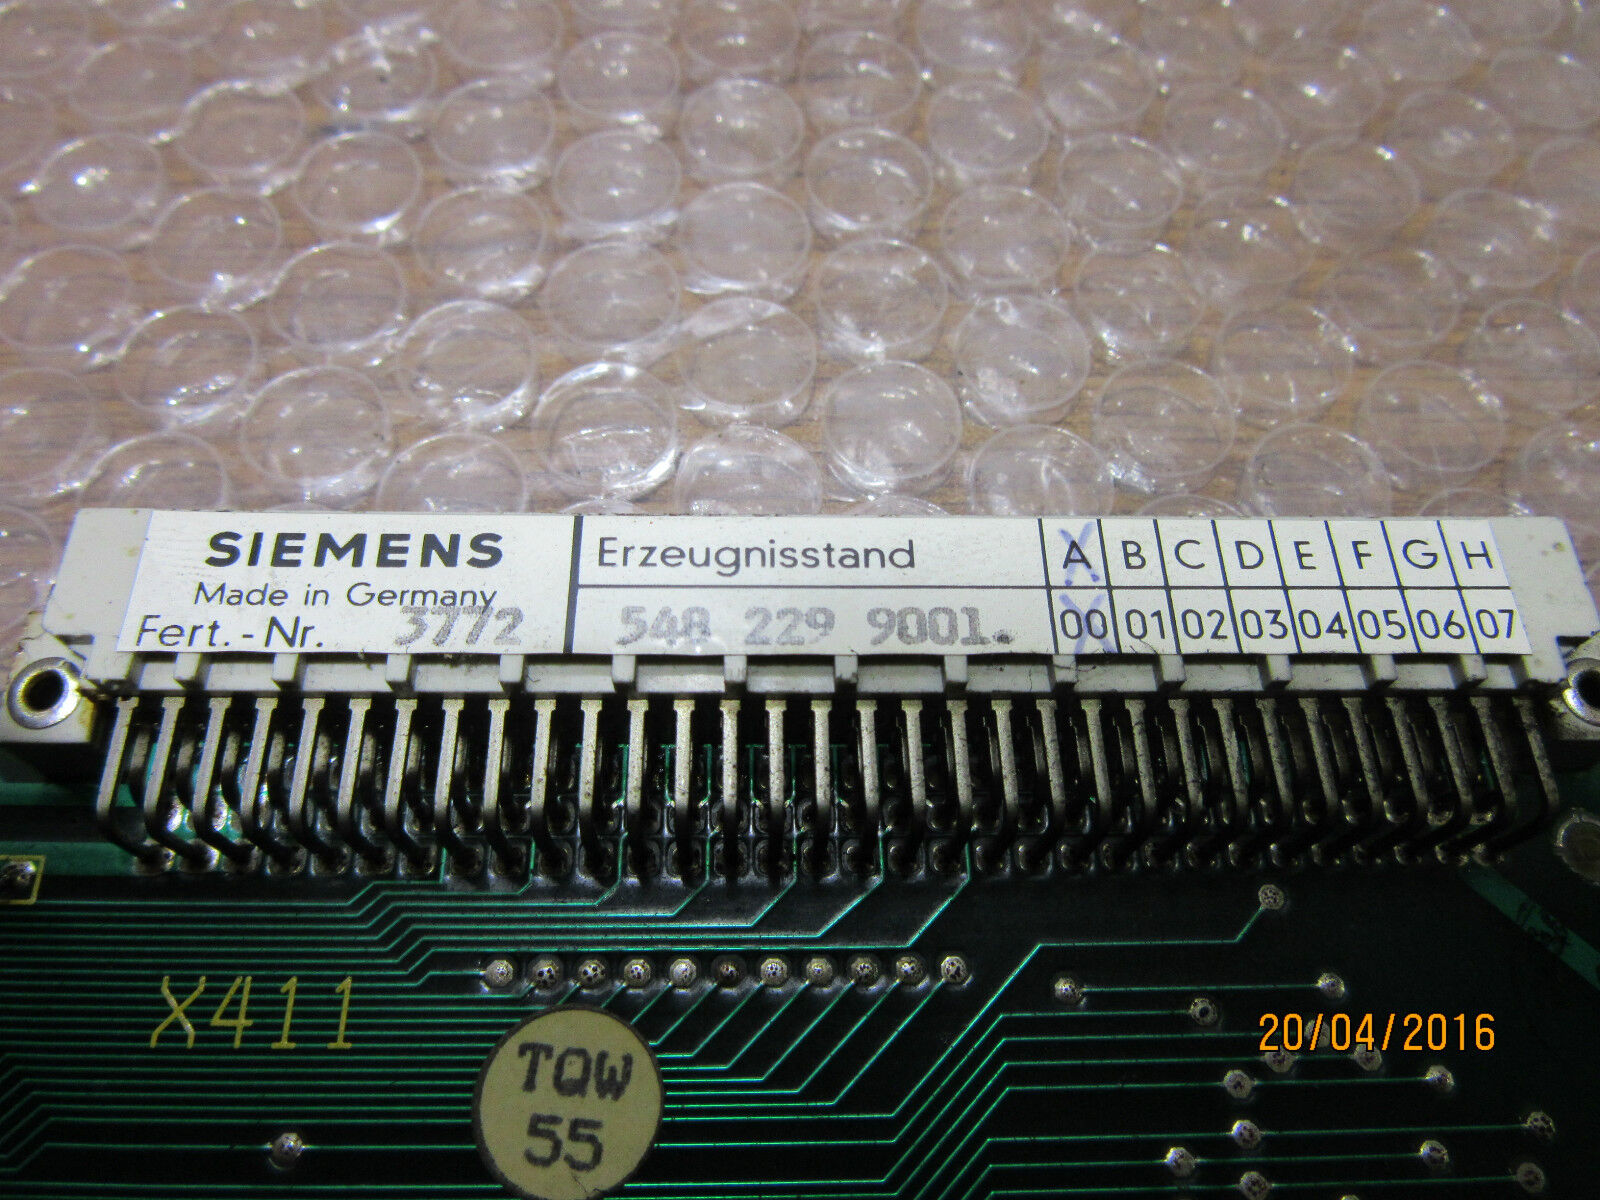 SIEMENS
Made in Germany
Fert.-Nr. 3772
Erzeugnisstand A B C D E F G H
548 229 9001. 00 01 02 03 04 05 06 07
X411
TQW
55
20/04/2016